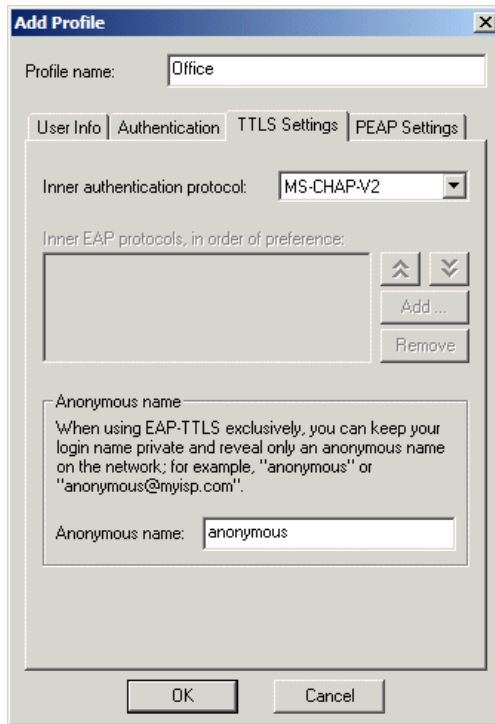 Add Profile
Profile name: Office
User Info Authentication TTLS Settings PEAP Settings
Inner authentication protocol: MS-CHAP-V2
Inner EAP protocols, in order of preference:
Add ...
Remove
Anonymous name
When using EAP-TTLS exclusively, you can keep your
login name private and reveal only an anonymous name
on the network; for example, "anonymous" or
"anonymous@myisp.com".
Anonymous name: anonymous
OK Cancel